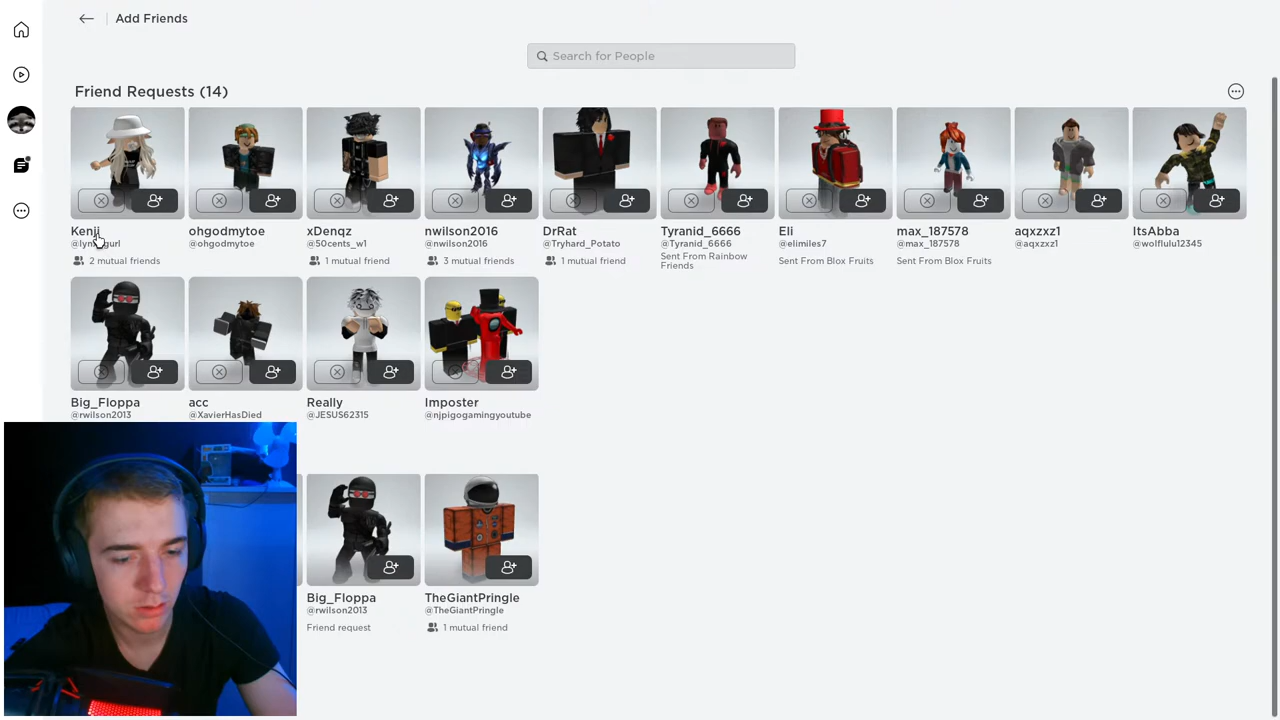 Add Friends
Search for People
Friend Requests (14)
Kenji
ohgodmytoe
@ohgodmytoe
xDenqz
@50cents_w1
nwilson2016
@nwilson2016
DrRat
@Tryhard_Potato
Tyranid_6666
@Tyranid_6666
Eli
@elimiles7
max_187578
@max_187578
aqxzxz1
@aqxzxz1
ItsAbba
@wolflulu12345
2 mutual friends
1 mutual friend
3 mutual friends
1 mutual friend
Sent From Rainbow
Friends
Sent From Blox Fruits
Sent From Blox Fruits
Big_Floppa
@rwilson2013
acc
@XavierHasDied
Really
@JESUS62315
Imposter
@njpigogamingyoutube
Big_Floppa
@rwilson2013
Friend request
TheGiantPringle
@TheGiantPringle
1 mutual friend